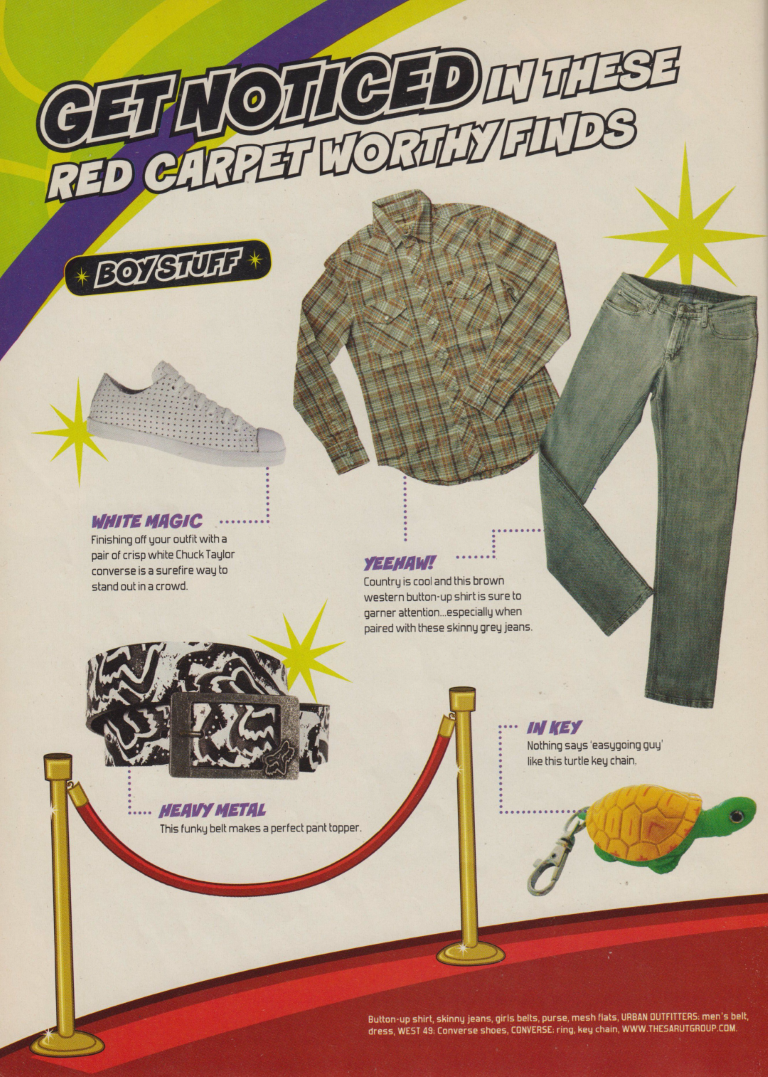 GET NOTICED IN THESE
RED CARPET WORTHY FINDS
BOY STUFF
WHITE MAGIC
Finishing off your outfit with a
pair of crisp white Chuck Taylor
converse is a surefire way to
stand out in a crowd.
YEEHAW!
Country is cool and this brown
western button-up shirt is sure to
garner attention...especially when
paired with these skinny grey jeans.
HEAVY METAL
This funky belt makes a perfect pant topper.
IN KEY
Nothing says 'easygoing guy'
like this turtle key chain.
Button-up shirt, skinny jeans, girls belts, purse, mesh flats, URBAN OUTFITTERS: men's belt,
dress, WEST 49: Converse shoes, CONVERSE: ring, key chain, WWW.THESARUTGROUP.COM.